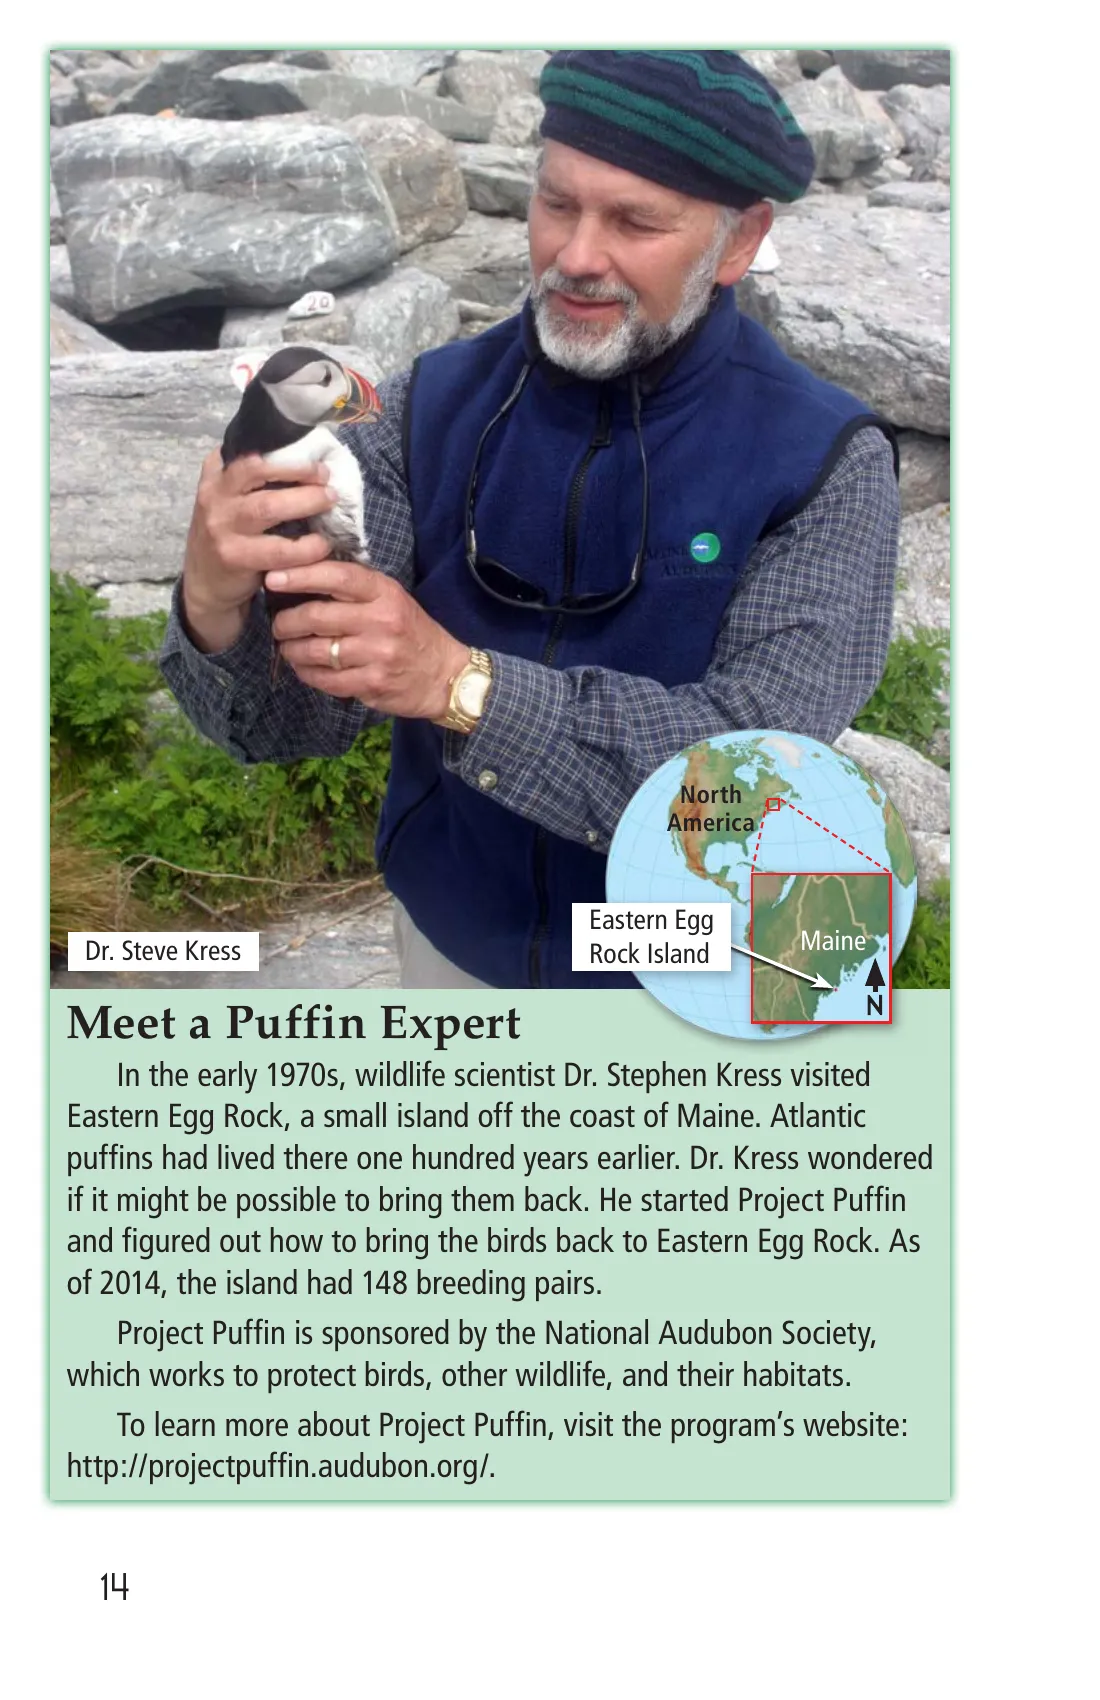 20
Dr. Steve Kress
North
America
Eastern Egg
Rock Island
Maine
N
Meet a Puffin Expert
In the early 1970s, wildlife scientist Dr. Stephen Kress visited
Eastern Egg Rock, a small island off the coast of Maine. Atlantic
puffins had lived there one hundred years earlier. Dr. Kress wondered
if it might be possible to bring them back. He started Project Puffin
and figured out how to bring the birds back to Eastern Egg Rock. As
of 2014, the island had 148 breeding pairs.
Project Puffin is sponsored by the National Audubon Society,
which works to protect birds, other wildlife, and their habitats.
To learn more about Project Puffin, visit the program’s website:
http://projectpuffin.audubon.org/.
14